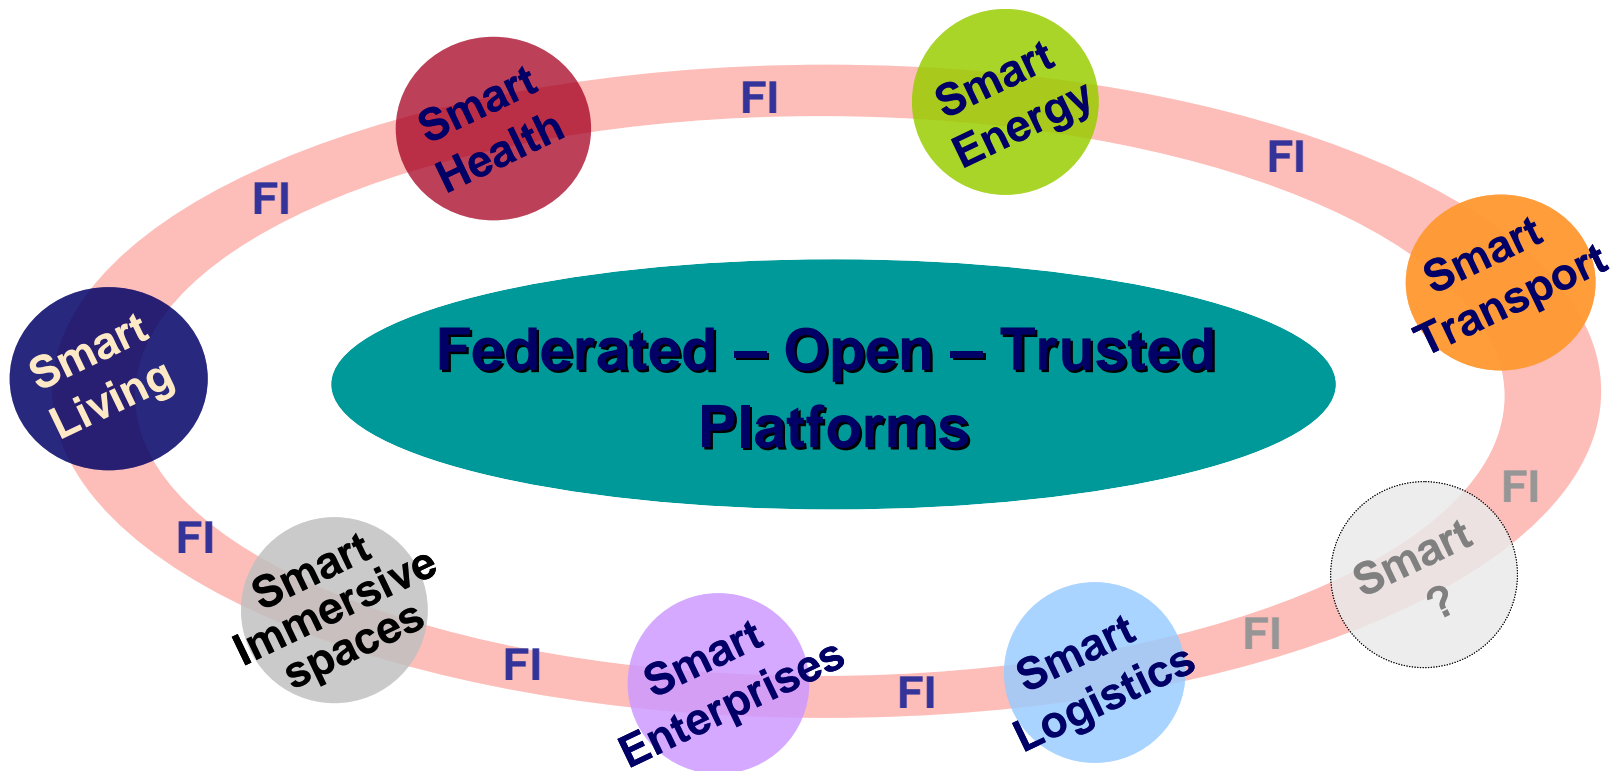 Smart
Health
FI
Smart
Energy
FI
Smart
Transport
FI
Smart
Living
Federated – Open – Trusted
Platforms
FI
Smart
?
FI
Smart
Immersive
spaces
FI
Smart
Enterprises
FI
Smart
Logistics
FI